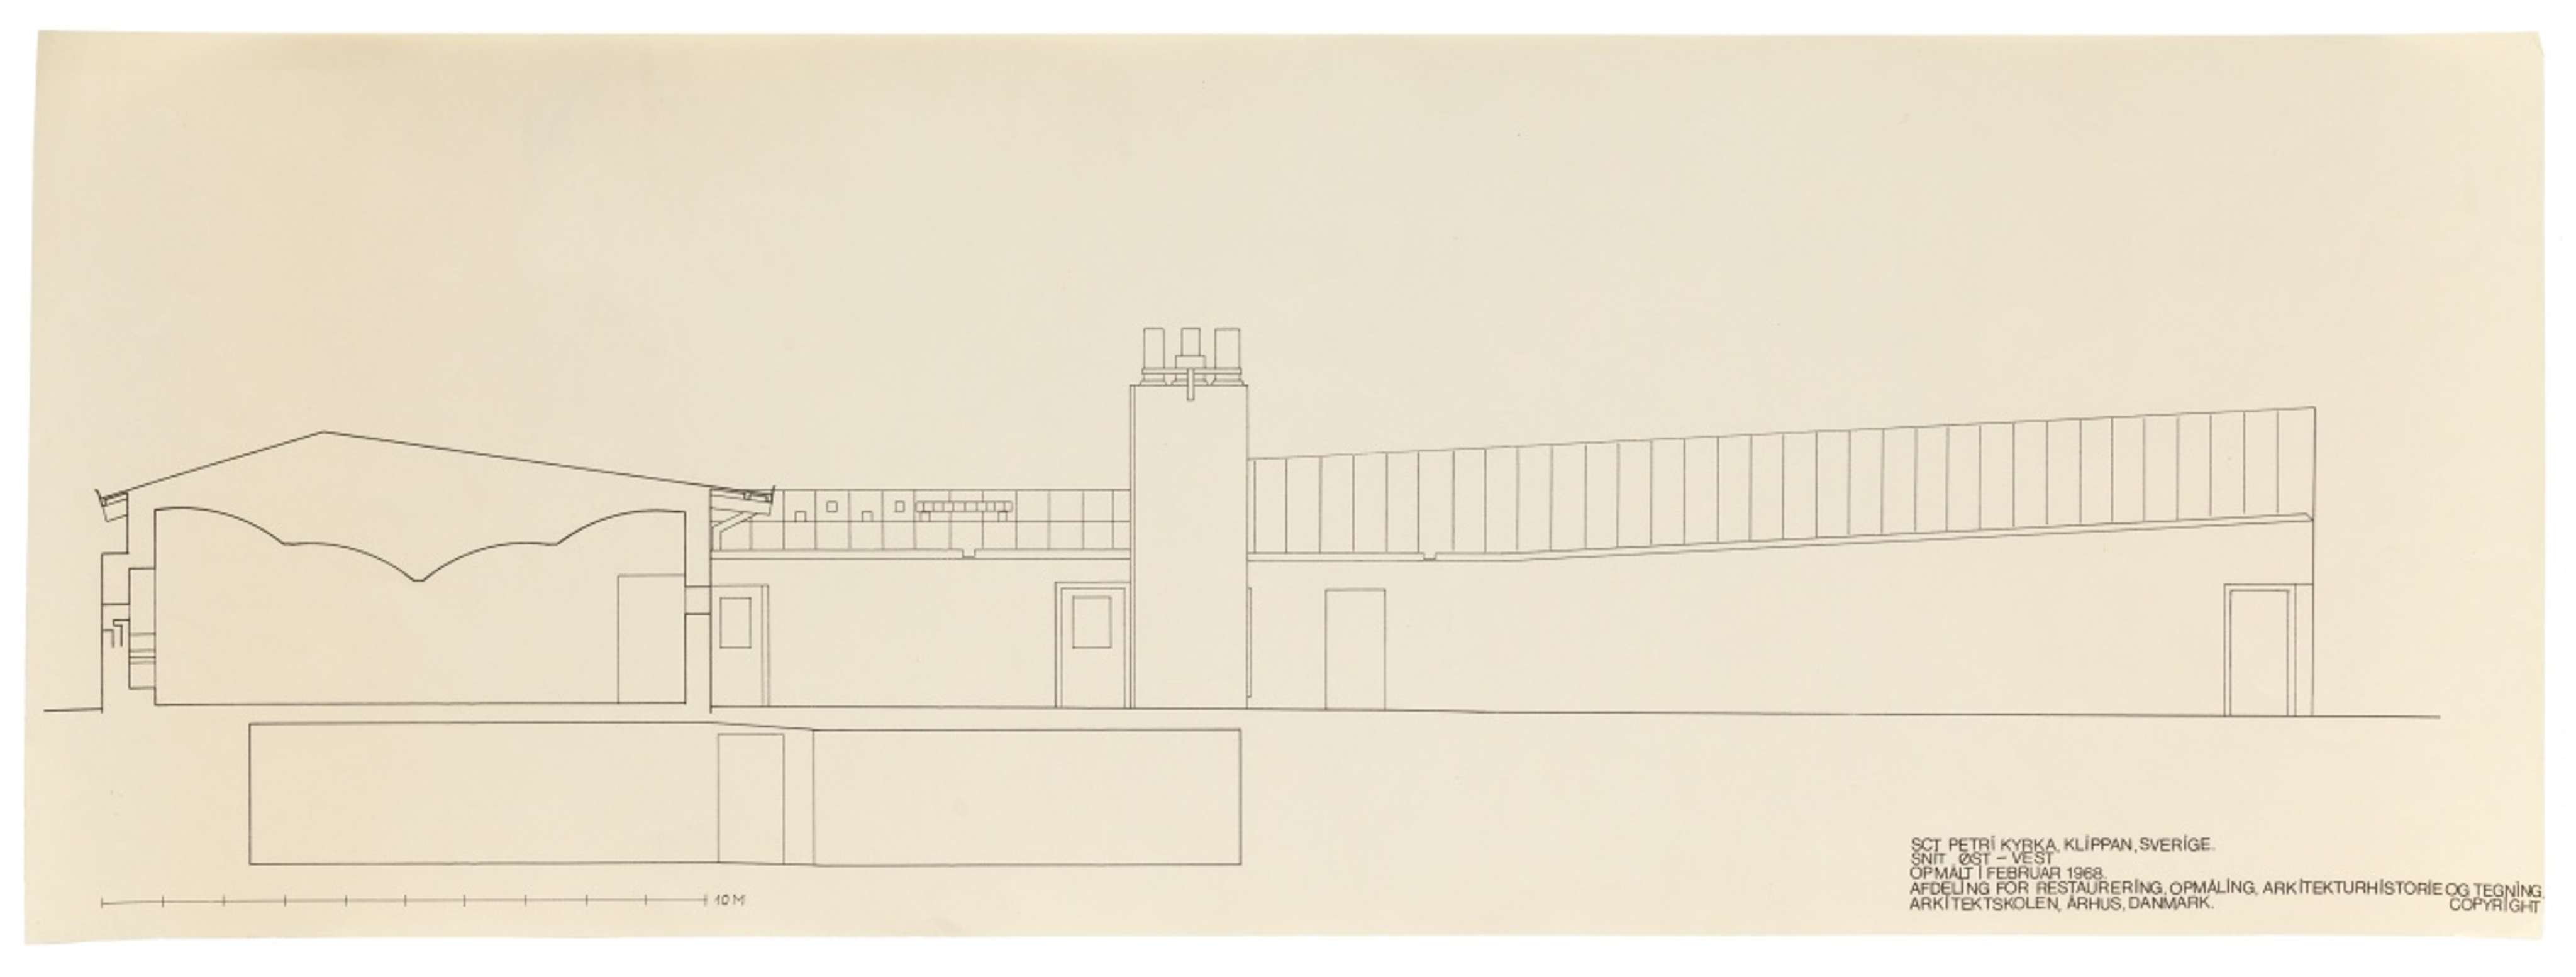 10 M
SCT PETRI KYRKA, KLIPPAN, SVERIGE.
SNIT ØST – VEST
OPMÅLT I FEBRUAR 1968.
AFDELING FOR RESTAURERING, OPMÅLING, ARKITEKTURHISTORIE OG TEGNING,
ARKITEKTSKOLEN, ÅRHUS, DANMARK. COPYRIGHT